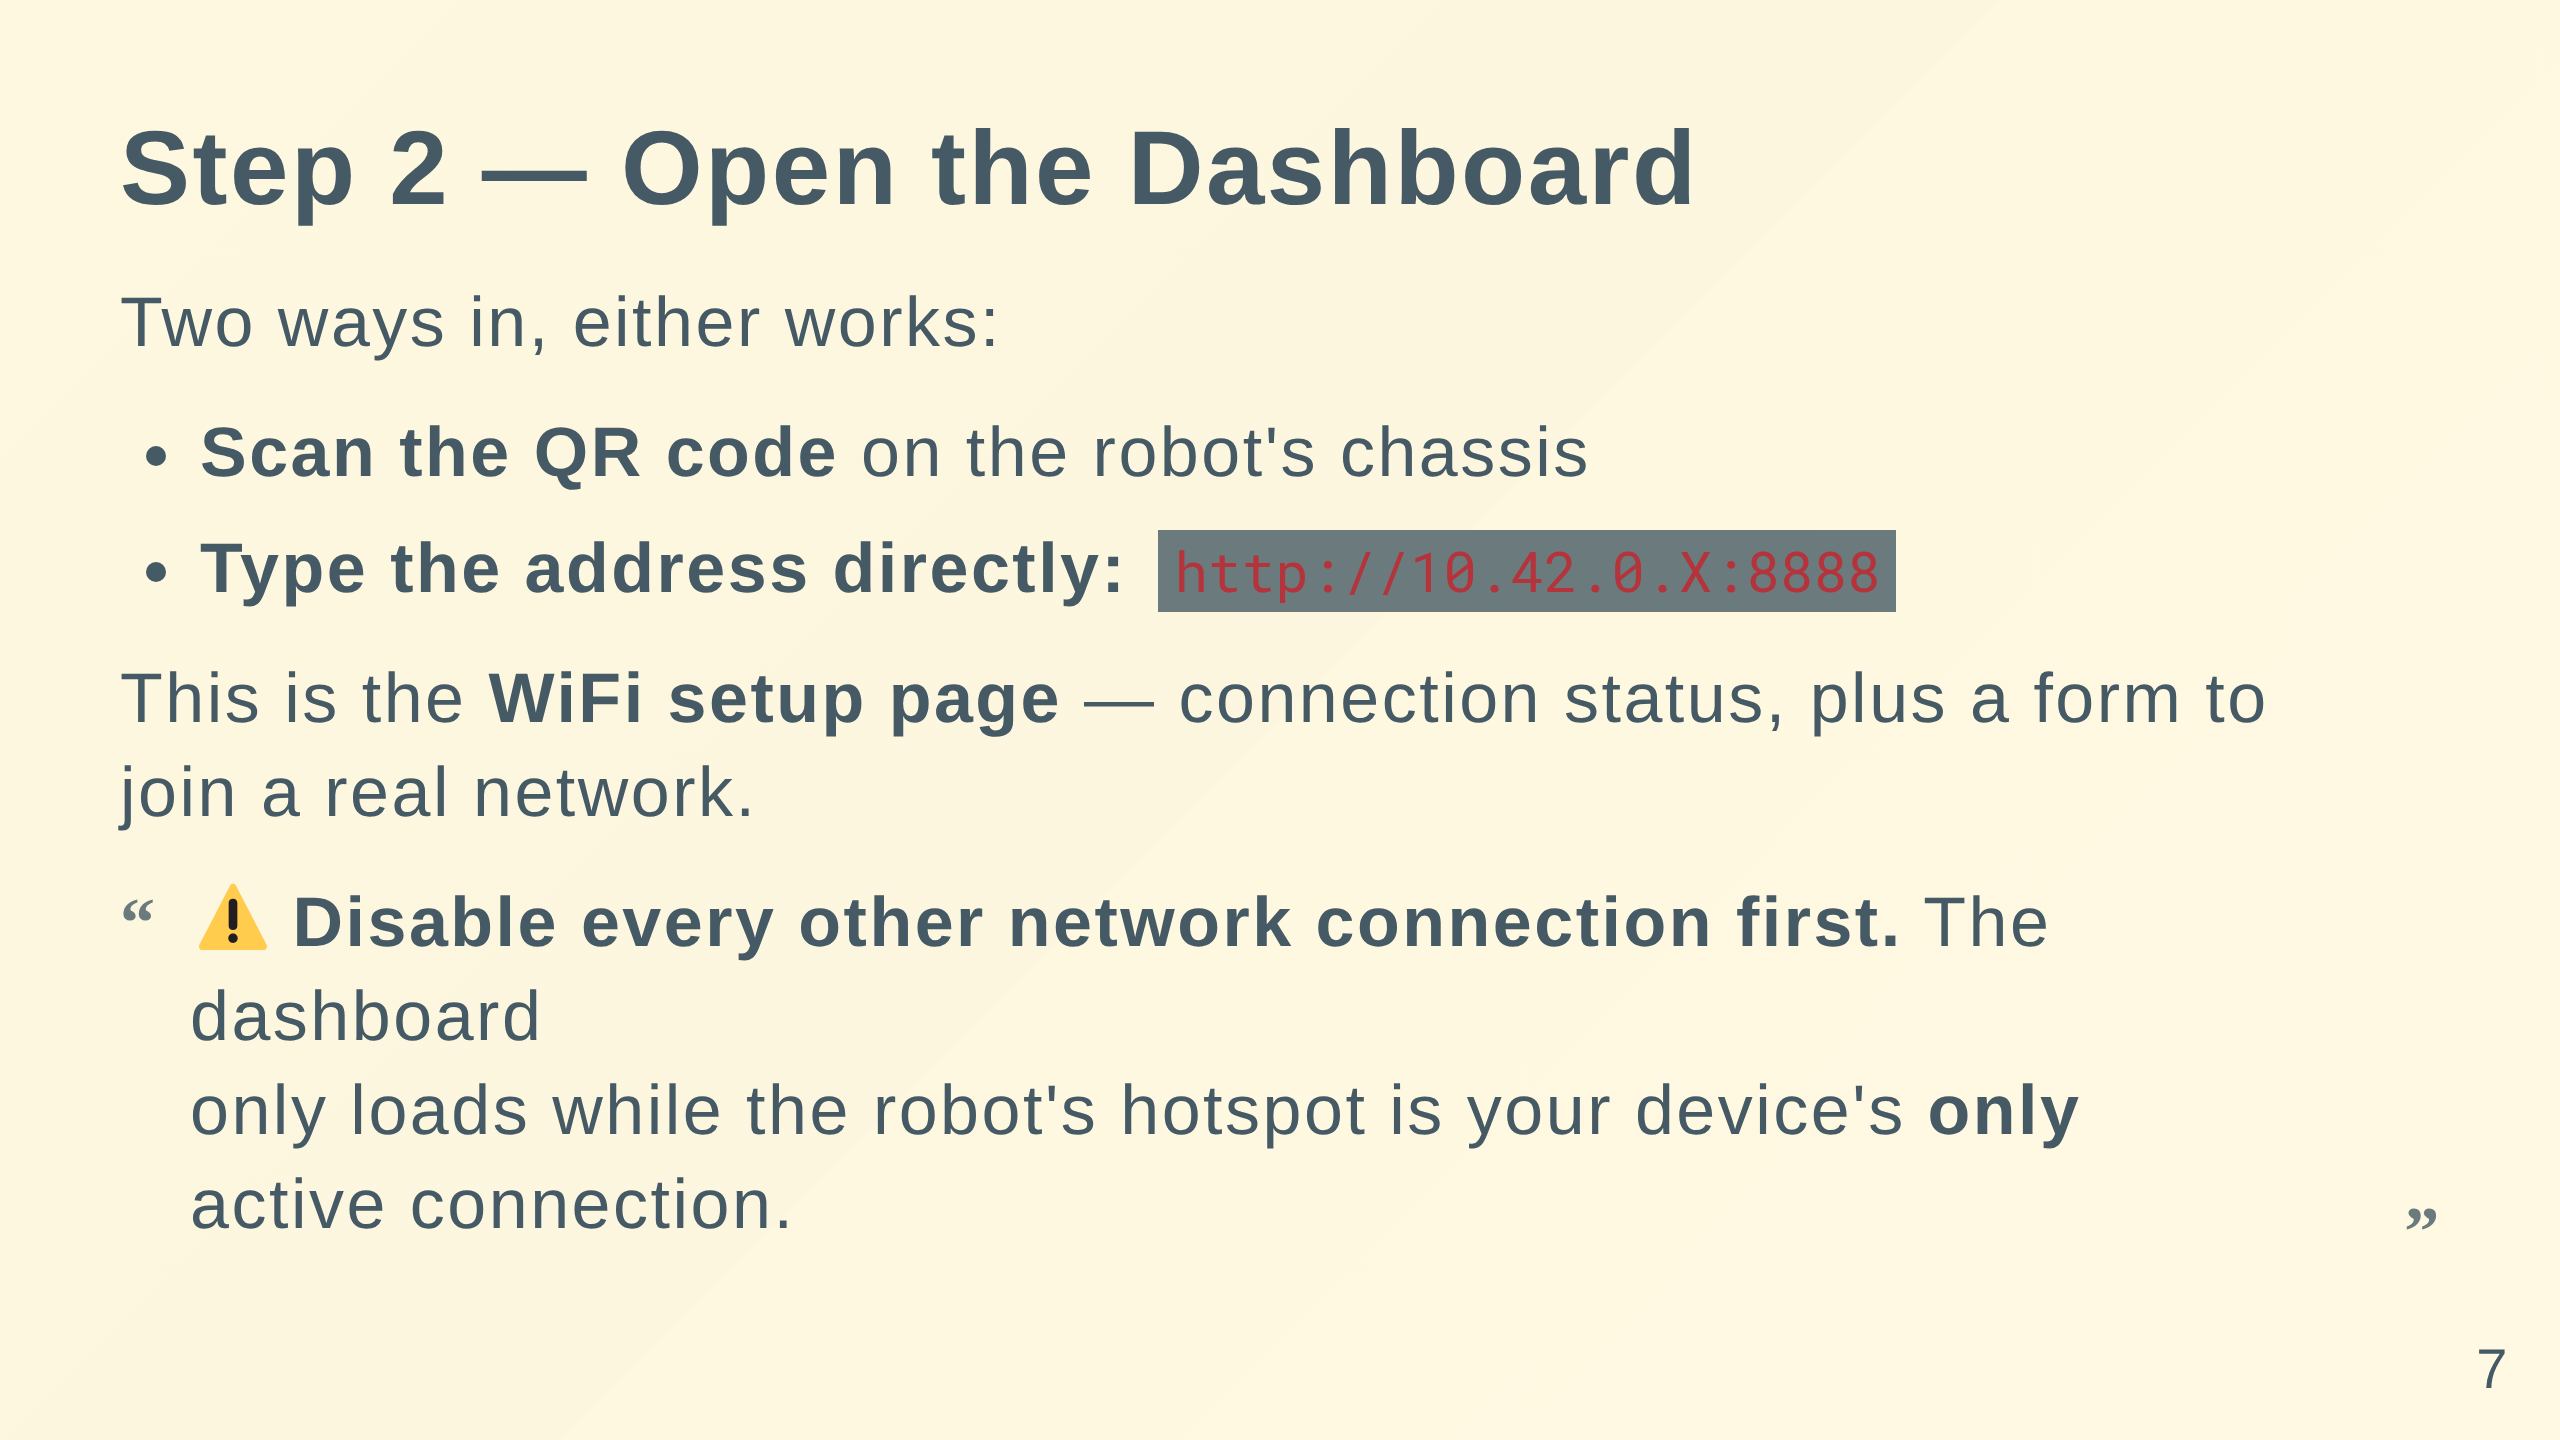 Step 2 — Open the Dashboard
Two ways in, either works:
• Scan the QR code on the robot's chassis
• Type the address directly: http://10.42.0.X:8888
This is the WiFi setup page — connection status, plus a form to
join a real network.
“ ⚠️ Disable every other network connection first. The
dashboard
only loads while the robot's hotspot is your device's only
active connection. ”
7